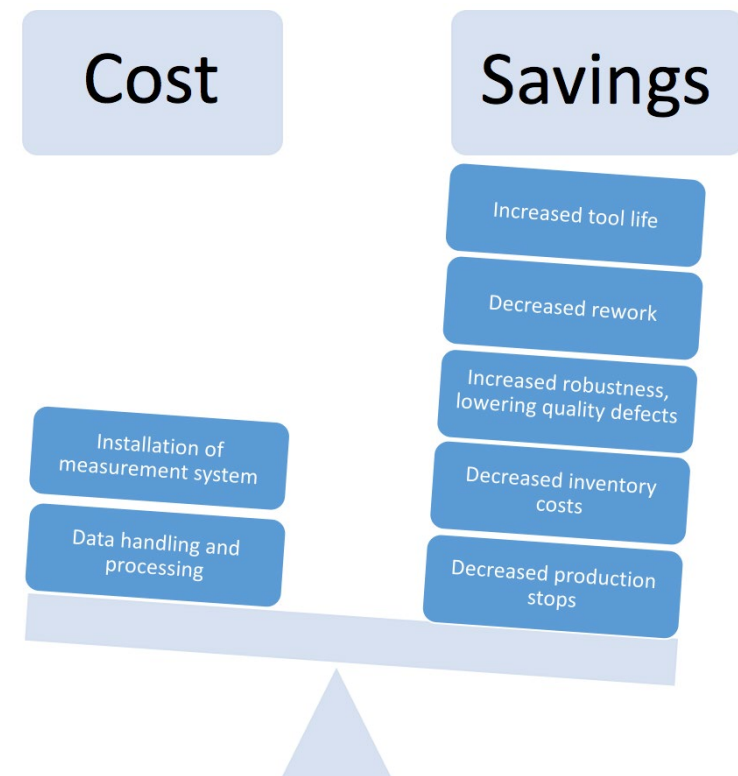 Cost
Savings
Increased tool life
Decreased rework
Increased robustness,
lowering quality defects
Installation of
measurement system
Decreased inventory
costs
Data handling and
processing
Decreased production
stops